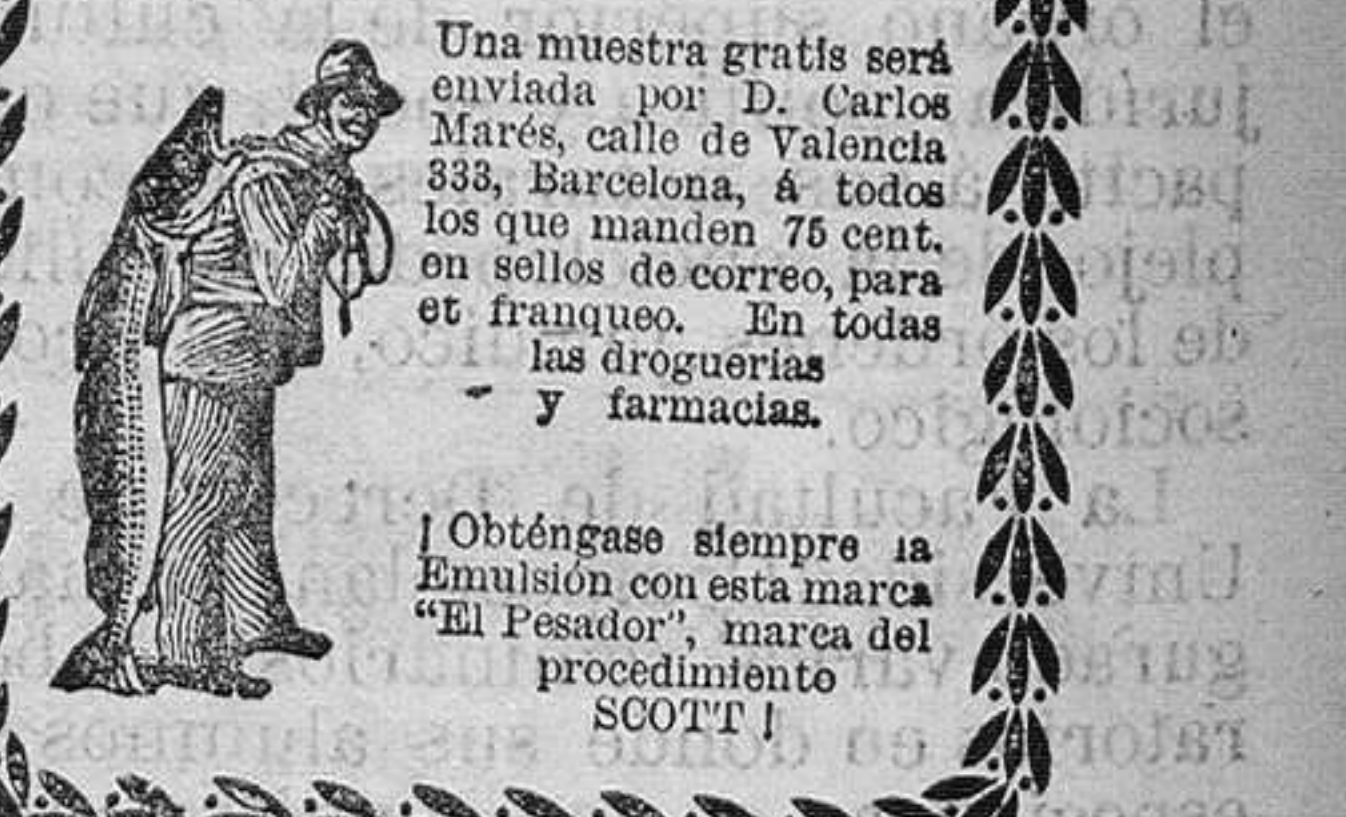 Una muestra gratis será
enviada por D. Carlos
Marés, calle de Valencia
333, Barcelona, á todos
los que manden 75 cent.
en sellos de correo, para
et franqueo. En todas
las droguerias
y farmacias.
¡Obténgase siempre la
Emulsión con esta marca
“El Pesador”, marca del
procedimiento
SCOTT!